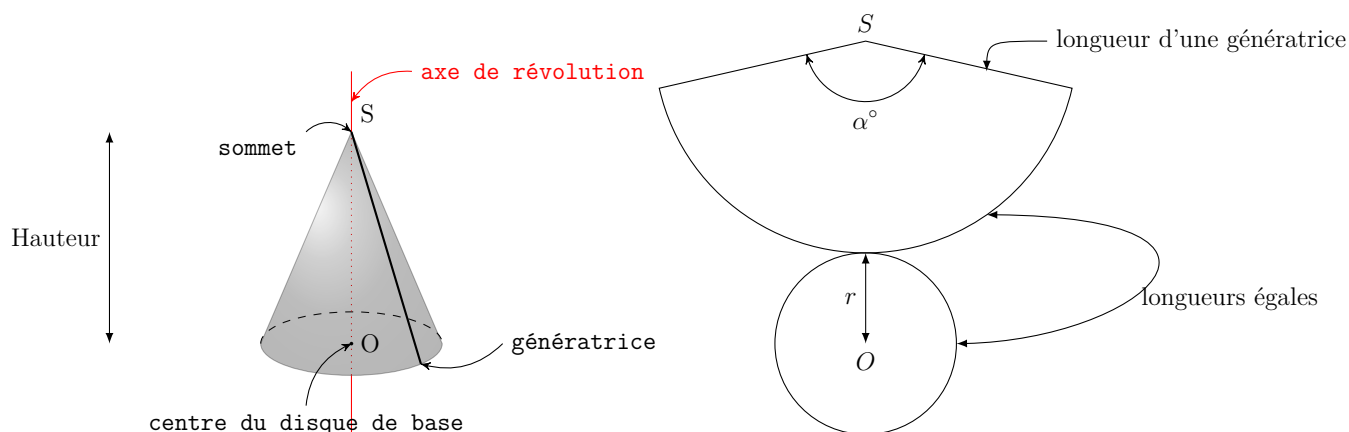 axe de révolution
S
sommet
Hauteur
O
génératrice
centre du disque de base
S
longueur d'une génératrice
α°
r
longueurs égales
O